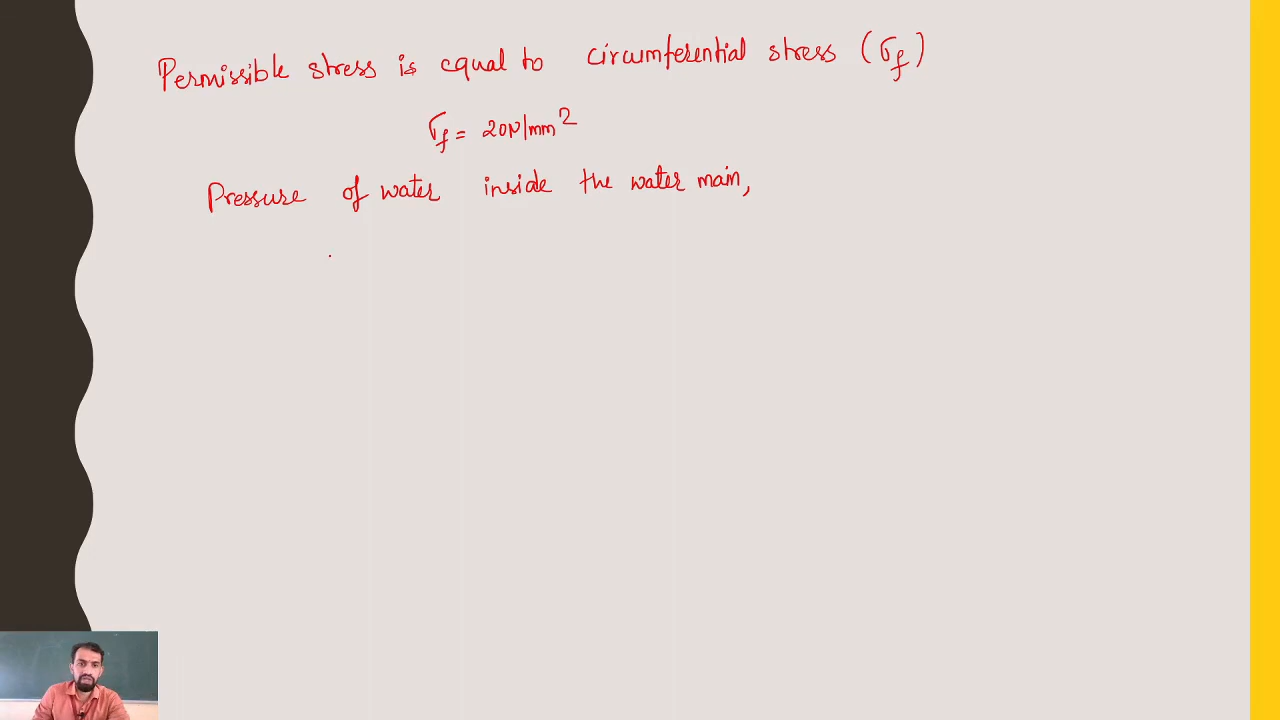 Permissible stress is equal to circumferential stress (σf)
σf = 20N/mm²
Pressure of water inside the water main,